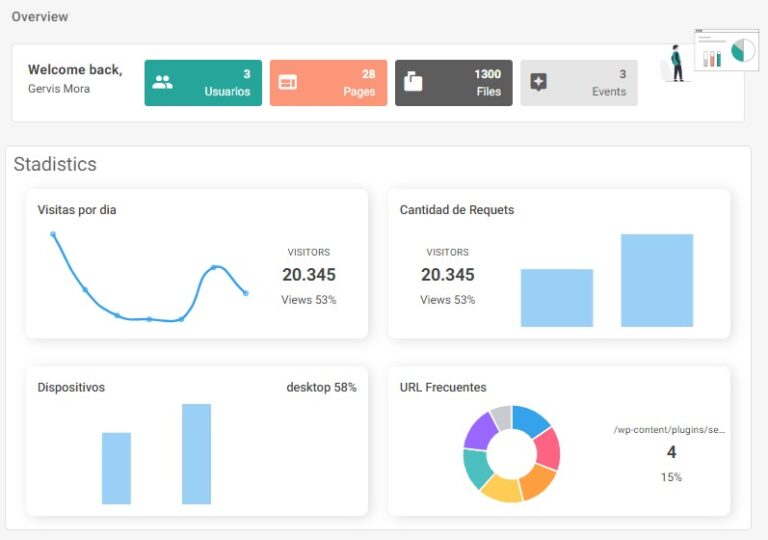 Overview
Welcome back,
Gervis Mora
3
Usuarios
28
Pages
1300
Files
3
Events
Stadistics
Visitas por dia
VISITORS
20.345
Views 53%
Cantidad de Requets
VISITORS
20.345
Views 53%
Dispositivos
desktop 58%
URL Frecuentes
/wp-content/plugins/se...
4
15%